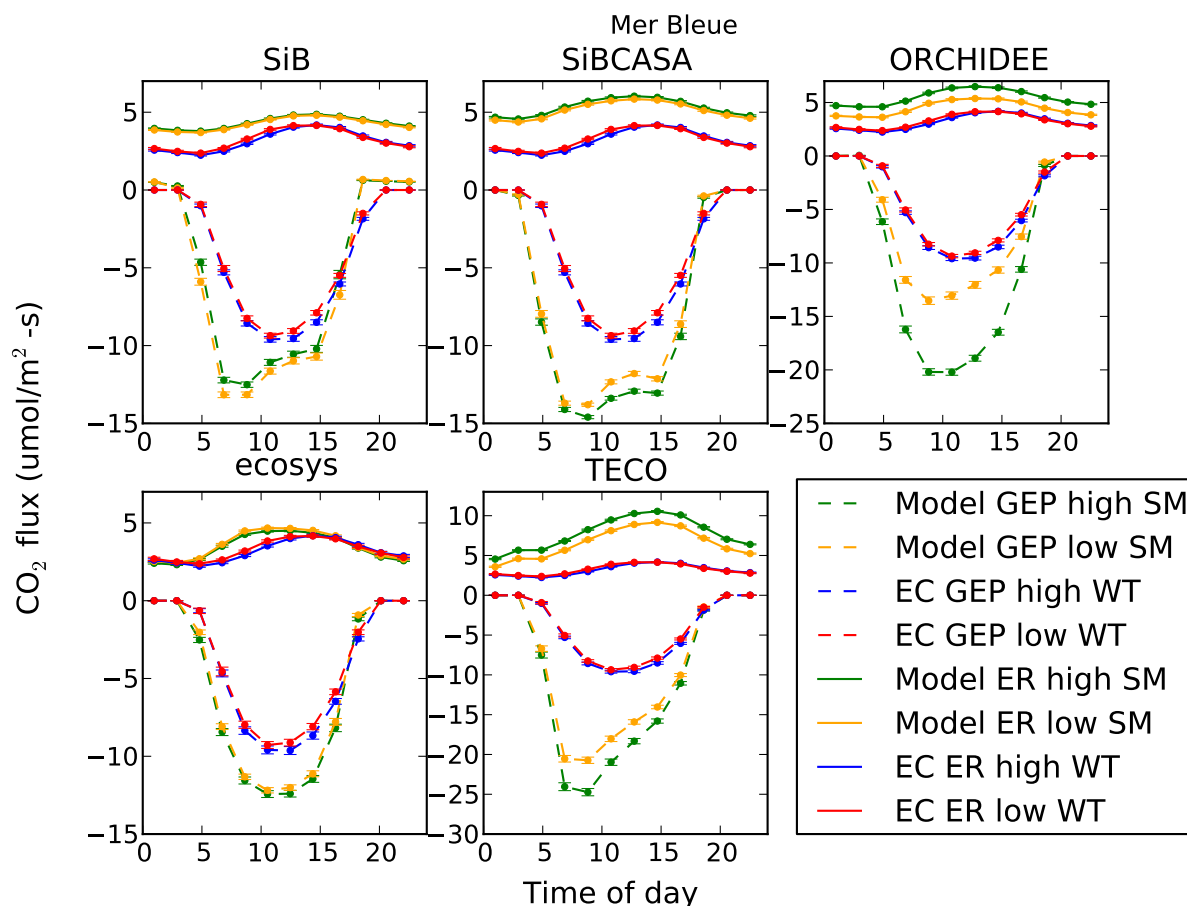 Mer Bleue
SiB SiBCASA ORCHIDEE
5 5 5
0 0 0
−5 −5 −5
−10 −10 −10
−15 −15 −15
−20
−25
0 5 10 15 20 0 5 10 15 20 0 5 10 15 20
ecosys TECO
5 10
0 5
−5 0
−10 −5
−15 −10
−15
−20
−25
−30
0 5 10 15 20 0 5 10 15 20
CO2 flux (umol/m² -s)
Time of day
Model GEP high SM
Model GEP low SM
EC GEP high WT
EC GEP low WT
Model ER high SM
Model ER low SM
EC ER high WT
EC ER low WT